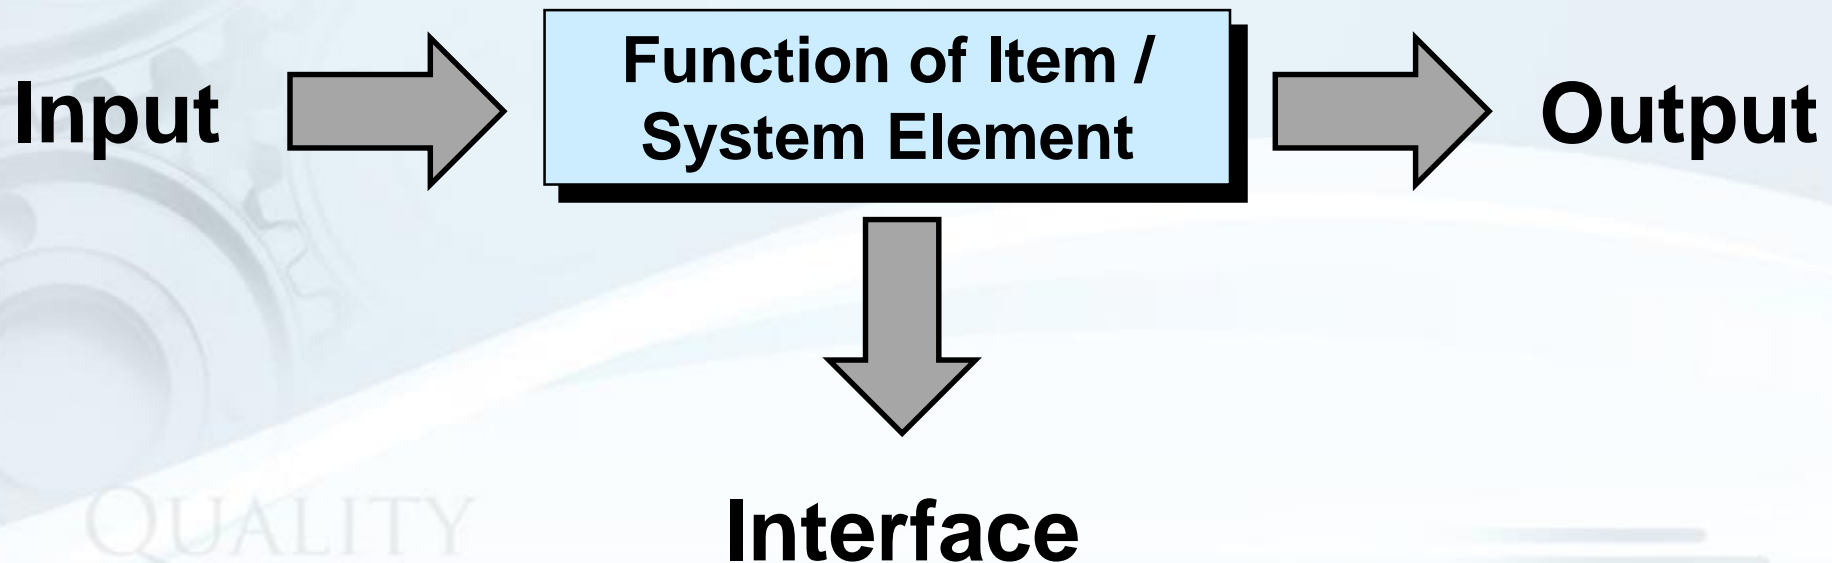 Function of Item /
System Element
Input
Output
Interface
QUALITY